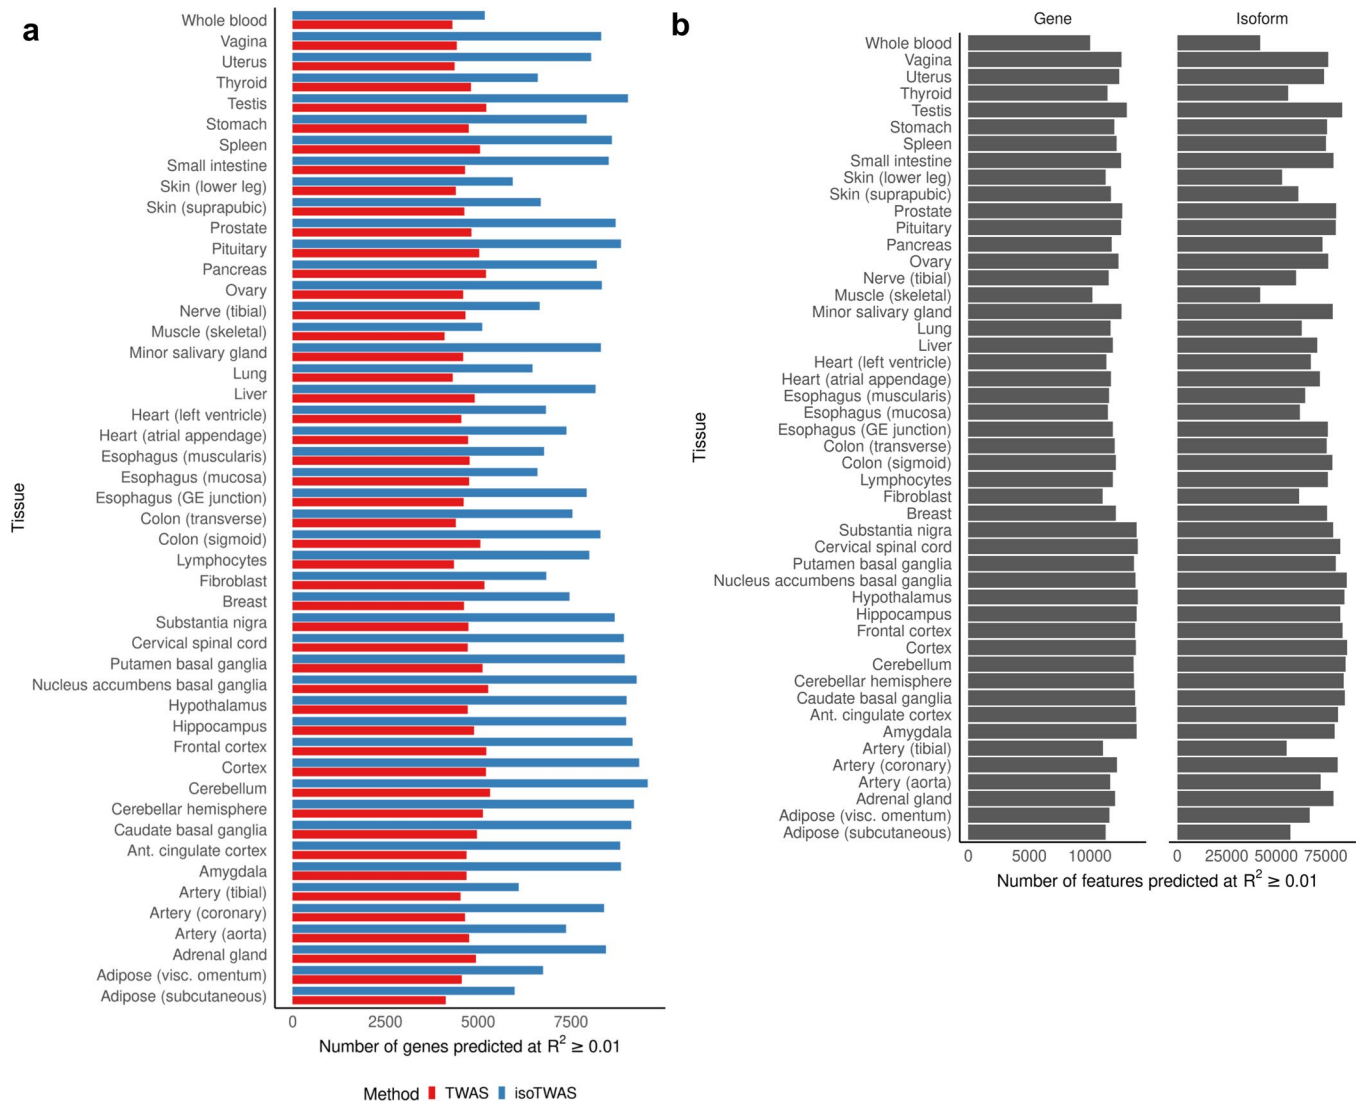 a
Whole blood
Vagina
Uterus
Thyroid
Testis
Stomach
Spleen
Small intestine
Skin (lower leg)
Skin (suprapubic)
Prostate
Pituitary
Pancreas
Ovary
Nerve (tibial)
Muscle (skeletal)
Minor salivary gland
Lung
Liver
Heart (left ventricle)
Heart (atrial appendage)
Esophagus (muscularis)
Esophagus (mucosa)
Esophagus (GE junction)
Colon (transverse)
Colon (sigmoid)
Lymphocytes
Fibroblast
Breast
Substantia nigra
Cervical spinal cord
Putamen basal ganglia
Nucleus accumbens basal ganglia
Hypothalamus
Hippocampus
Frontal cortex
Cortex
Cerebellum
Cerebellar hemisphere
Caudate basal ganglia
Ant. cingulate cortex
Amygdala
Artery (tibial)
Artery (coronary)
Artery (aorta)
Adrenal gland
Adipose (visc. omentum)
Adipose (subcutaneous)
Tissue
0 2500 5000 7500
Number of genes predicted at R² ≥ 0.01
Method TWAS isoTWAS
b
Gene Isoform
Whole blood
Vagina
Uterus
Thyroid
Testis
Stomach
Spleen
Small intestine
Skin (lower leg)
Skin (suprapubic)
Prostate
Pituitary
Pancreas
Ovary
Nerve (tibial)
Muscle (skeletal)
Minor salivary gland
Lung
Liver
Heart (left ventricle)
Heart (atrial appendage)
Esophagus (muscularis)
Esophagus (mucosa)
Esophagus (GE junction)
Colon (transverse)
Colon (sigmoid)
Lymphocytes
Fibroblast
Breast
Substantia nigra
Cervical spinal cord
Putamen basal ganglia
Nucleus accumbens basal ganglia
Hypothalamus
Hippocampus
Frontal cortex
Cortex
Cerebellum
Cerebellar hemisphere
Caudate basal ganglia
Ant. cingulate cortex
Amygdala
Artery (tibial)
Artery (coronary)
Artery (aorta)
Adrenal gland
Adipose (visc. omentum)
Adipose (subcutaneous)
Tissue
0 5000 10000 0 25000 50000 75000
Number of features predicted at R² ≥ 0.01